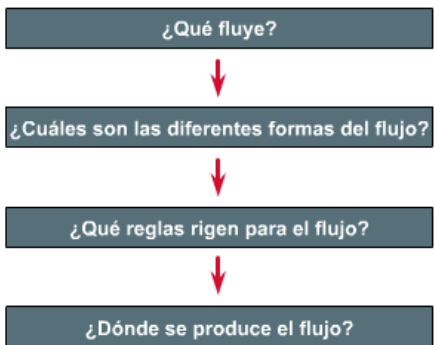 ¿Qué fluye?
¿Cuáles son las diferentes formas del flujo?
¿Qué reglas rigen para el flujo?
¿Dónde se produce el flujo?